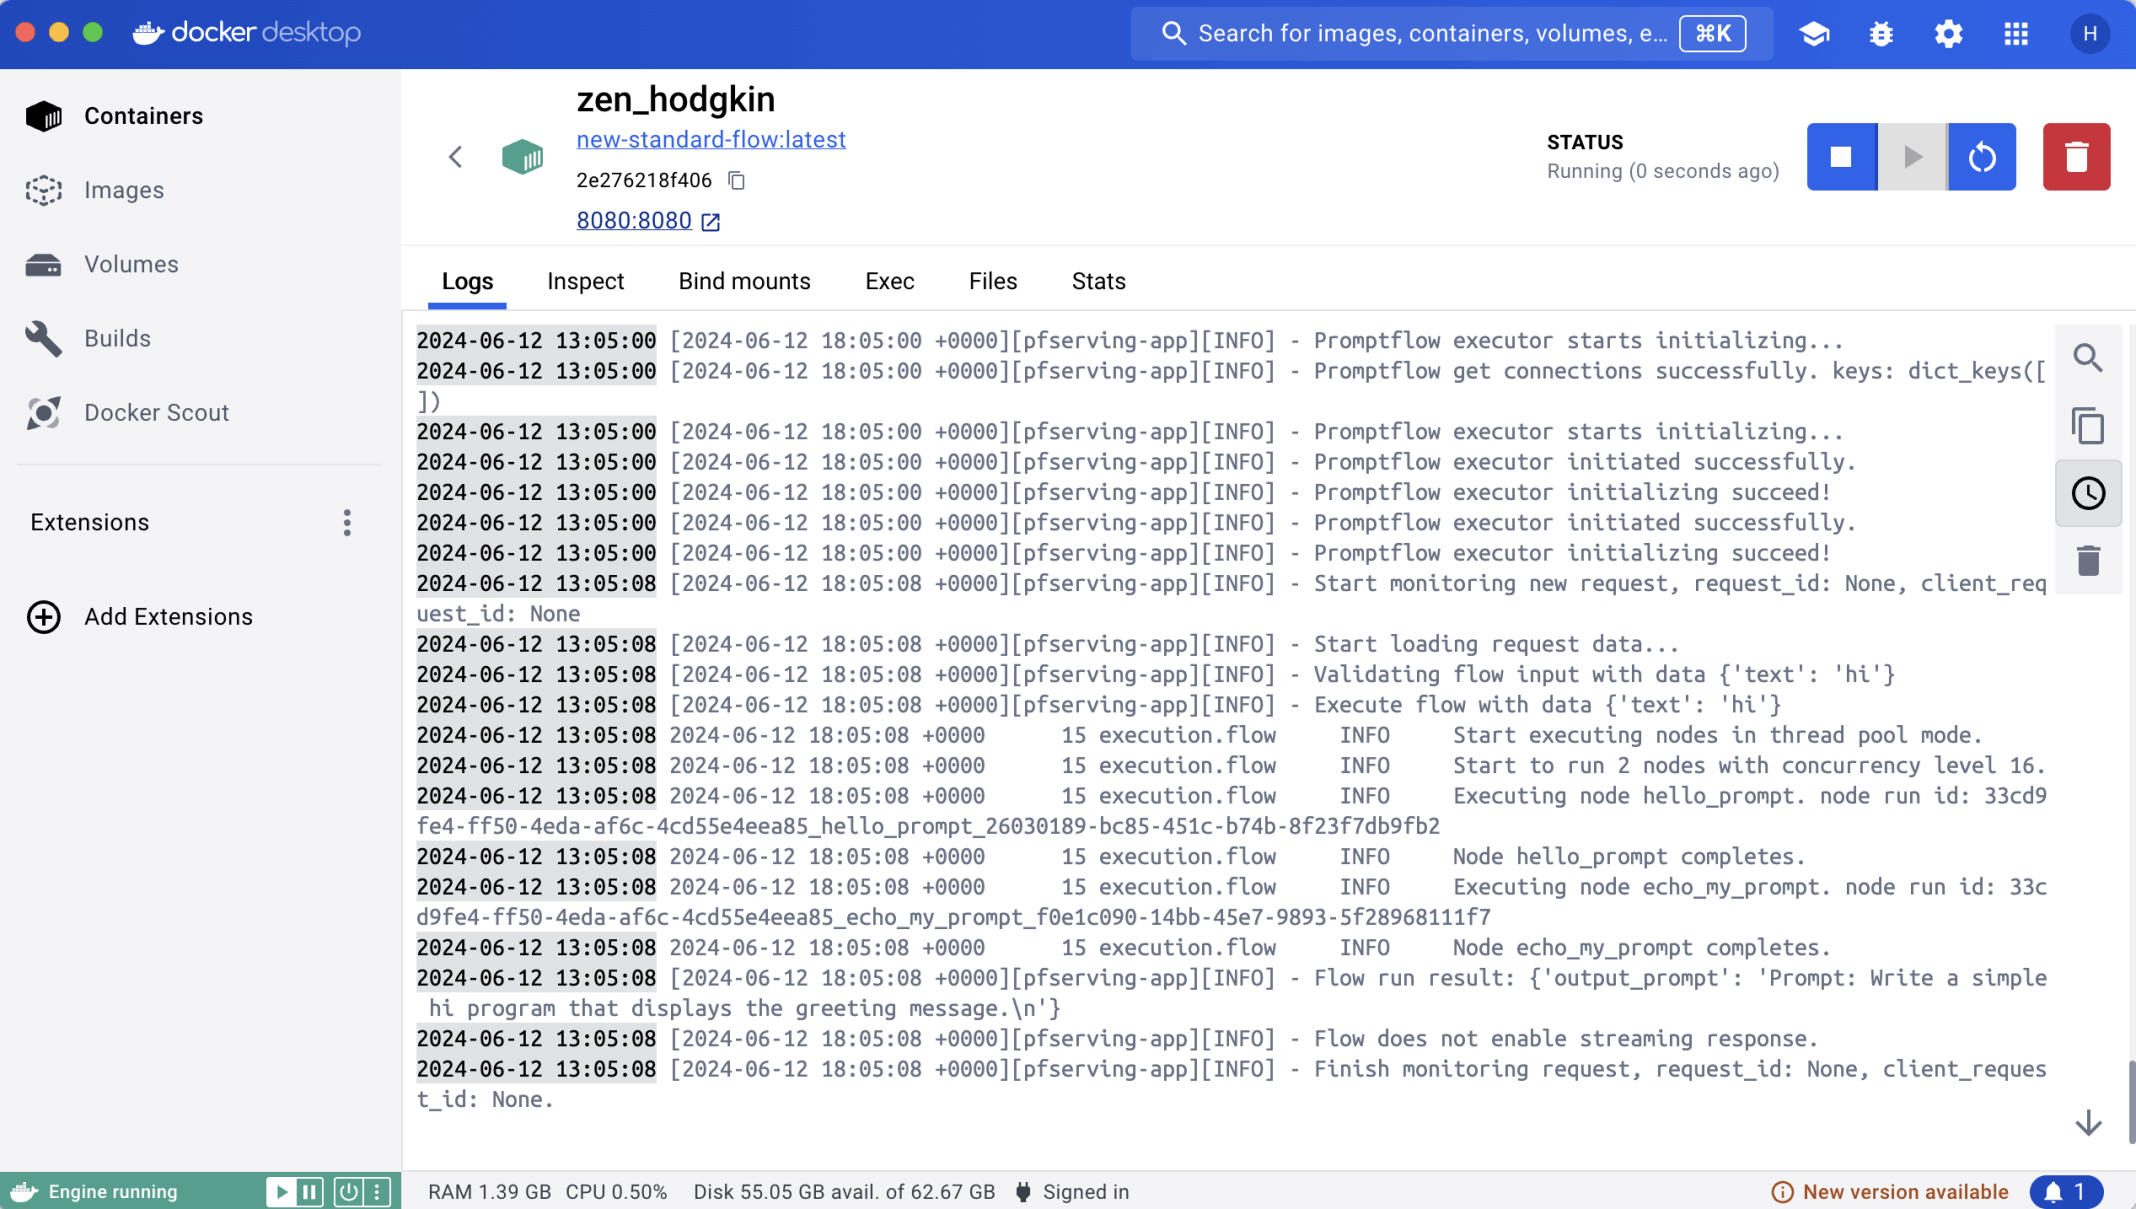 docker desktop
Search for images, containers, volumes, e... ⌘K
H
Containers
Images
Volumes
Builds
Docker Scout
Extensions
Add Extensions
zen_hodgkin
new-standard-flow:latest
2e276218f406
8080:8080
STATUS
Running (0 seconds ago)
Logs Inspect Bind mounts Exec Files Stats
2024-06-12 13:05:00 [2024-06-12 18:05:00 +0000][pfserving-app][INFO] - Promptflow executor starts initializing...
2024-06-12 13:05:00 [2024-06-12 18:05:00 +0000][pfserving-app][INFO] - Promptflow get connections successfully. keys: dict_keys([
])
2024-06-12 13:05:00 [2024-06-12 18:05:00 +0000][pfserving-app][INFO] - Promptflow executor starts initializing...
2024-06-12 13:05:00 [2024-06-12 18:05:00 +0000][pfserving-app][INFO] - Promptflow executor initiated successfully.
2024-06-12 13:05:00 [2024-06-12 18:05:00 +0000][pfserving-app][INFO] - Promptflow executor initializing succeed!
2024-06-12 13:05:00 [2024-06-12 18:05:00 +0000][pfserving-app][INFO] - Promptflow executor initiated successfully.
2024-06-12 13:05:00 [2024-06-12 18:05:00 +0000][pfserving-app][INFO] - Promptflow executor initializing succeed!
2024-06-12 13:05:08 [2024-06-12 18:05:08 +0000][pfserving-app][INFO] - Start monitoring new request, request_id: None, client_req
uest_id: None
2024-06-12 13:05:08 [2024-06-12 18:05:08 +0000][pfserving-app][INFO] - Start loading request data...
2024-06-12 13:05:08 [2024-06-12 18:05:08 +0000][pfserving-app][INFO] - Validating flow input with data {'text': 'hi'}
2024-06-12 13:05:08 [2024-06-12 18:05:08 +0000][pfserving-app][INFO] - Execute flow with data {'text': 'hi'}
2024-06-12 13:05:08 2024-06-12 18:05:08 +0000 15 execution.flow INFO Start executing nodes in thread pool mode.
2024-06-12 13:05:08 2024-06-12 18:05:08 +0000 15 execution.flow INFO Start to run 2 nodes with concurrency level 16.
2024-06-12 13:05:08 2024-06-12 18:05:08 +0000 15 execution.flow INFO Executing node hello_prompt. node run id: 33cd9
fe4-ff50-4eda-af6c-4cd55e4eea85_hello_prompt_26030189-bc85-451c-b74b-8f23f7db9fb2
2024-06-12 13:05:08 2024-06-12 18:05:08 +0000 15 execution.flow INFO Node hello_prompt completes.
2024-06-12 13:05:08 2024-06-12 18:05:08 +0000 15 execution.flow INFO Executing node echo_my_prompt. node run id: 33c
d9fe4-ff50-4eda-af6c-4cd55e4eea85_echo_my_prompt_f0e1c090-14bb-45e7-9893-5f28968111f7
2024-06-12 13:05:08 2024-06-12 18:05:08 +0000 15 execution.flow INFO Node echo_my_prompt completes.
2024-06-12 13:05:08 [2024-06-12 18:05:08 +0000][pfserving-app][INFO] - Flow run result: {'output_prompt': 'Prompt: Write a simple
hi program that displays the greeting message.\n'}
2024-06-12 13:05:08 [2024-06-12 18:05:08 +0000][pfserving-app][INFO] - Flow does not enable streaming response.
2024-06-12 13:05:08 [2024-06-12 18:05:08 +0000][pfserving-app][INFO] - Finish monitoring request, request_id: None, client_reques
t_id: None.
Engine running
RAM 1.39 GB CPU 0.50% Disk 55.05 GB avail. of 62.67 GB Signed in
New version available
1